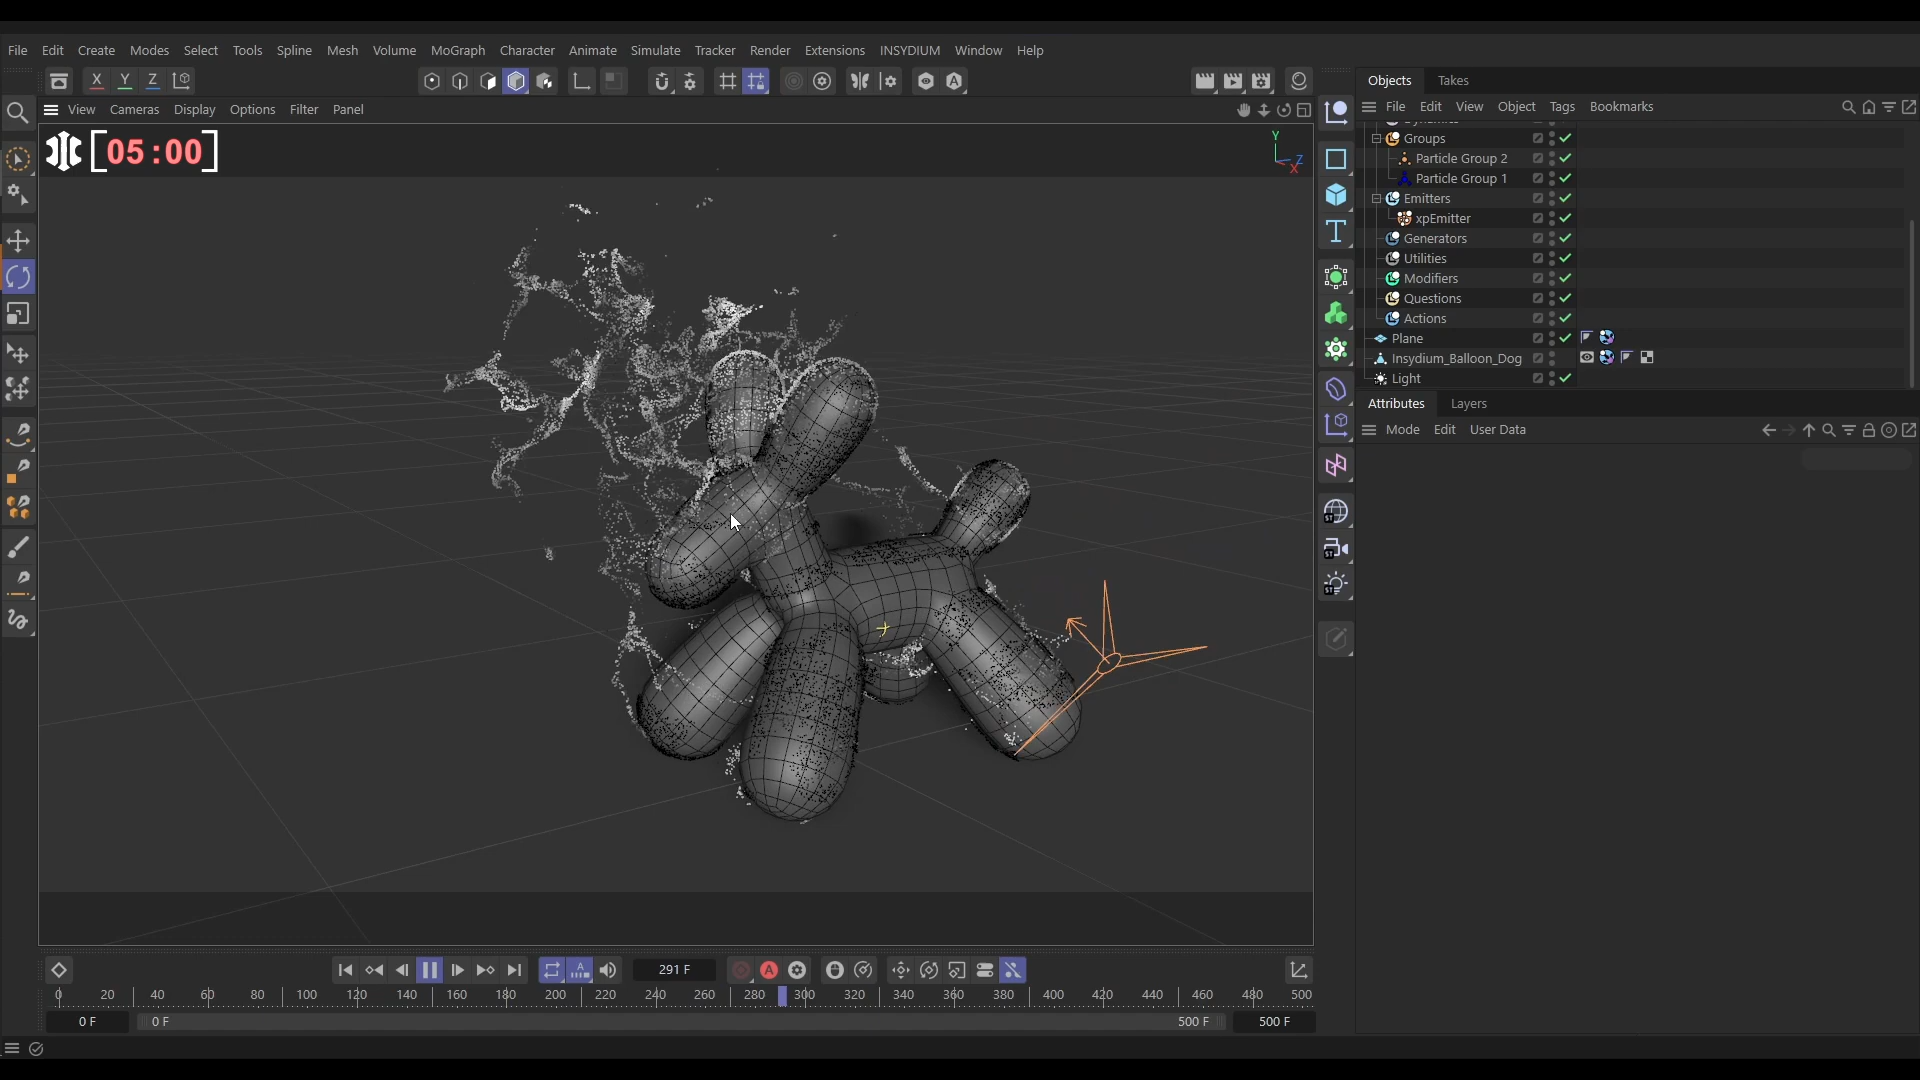 File Edit Create Modes Select Tools Spline Mesh Volume MoGraph Character Animate Simulate Tracker Render Extensions INSYDIUM Window Help
X Y Z
View Cameras Display Options Filter Panel
[05:00]
Y
Z
X
Objects Takes
File Edit View Object Tags Bookmarks
Groups
Particle Group 2
Particle Group 1
Emitters
xpEmitter
Generators
Utilities
Modifiers
Questions
Actions
Plane
Insydium_Balloon_Dog
Light
Attributes Layers
Mode Edit User Data
291 F
0 20 40 60 80 100 120 140 160 180 200 220 240 260 280 300 320 340 360 380 400 420 440 460 480 500
0 F 0 F 500 F 500 F